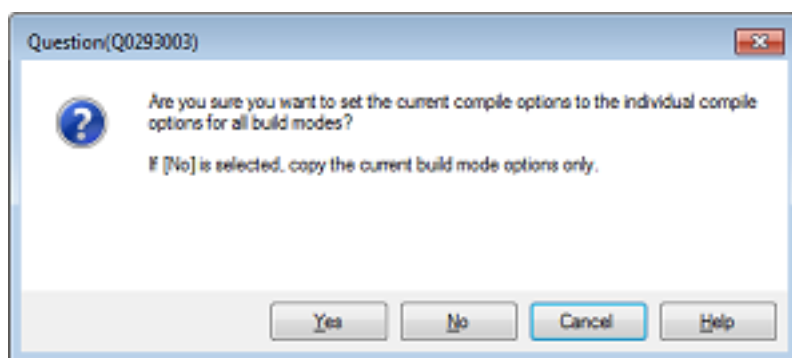 Question(Q0293003)
Are you sure you want to set the current compile options to the individual compile
options for all build modes?
If [No] is selected, copy the current build mode options only.
Yes
No
Cancel
Help